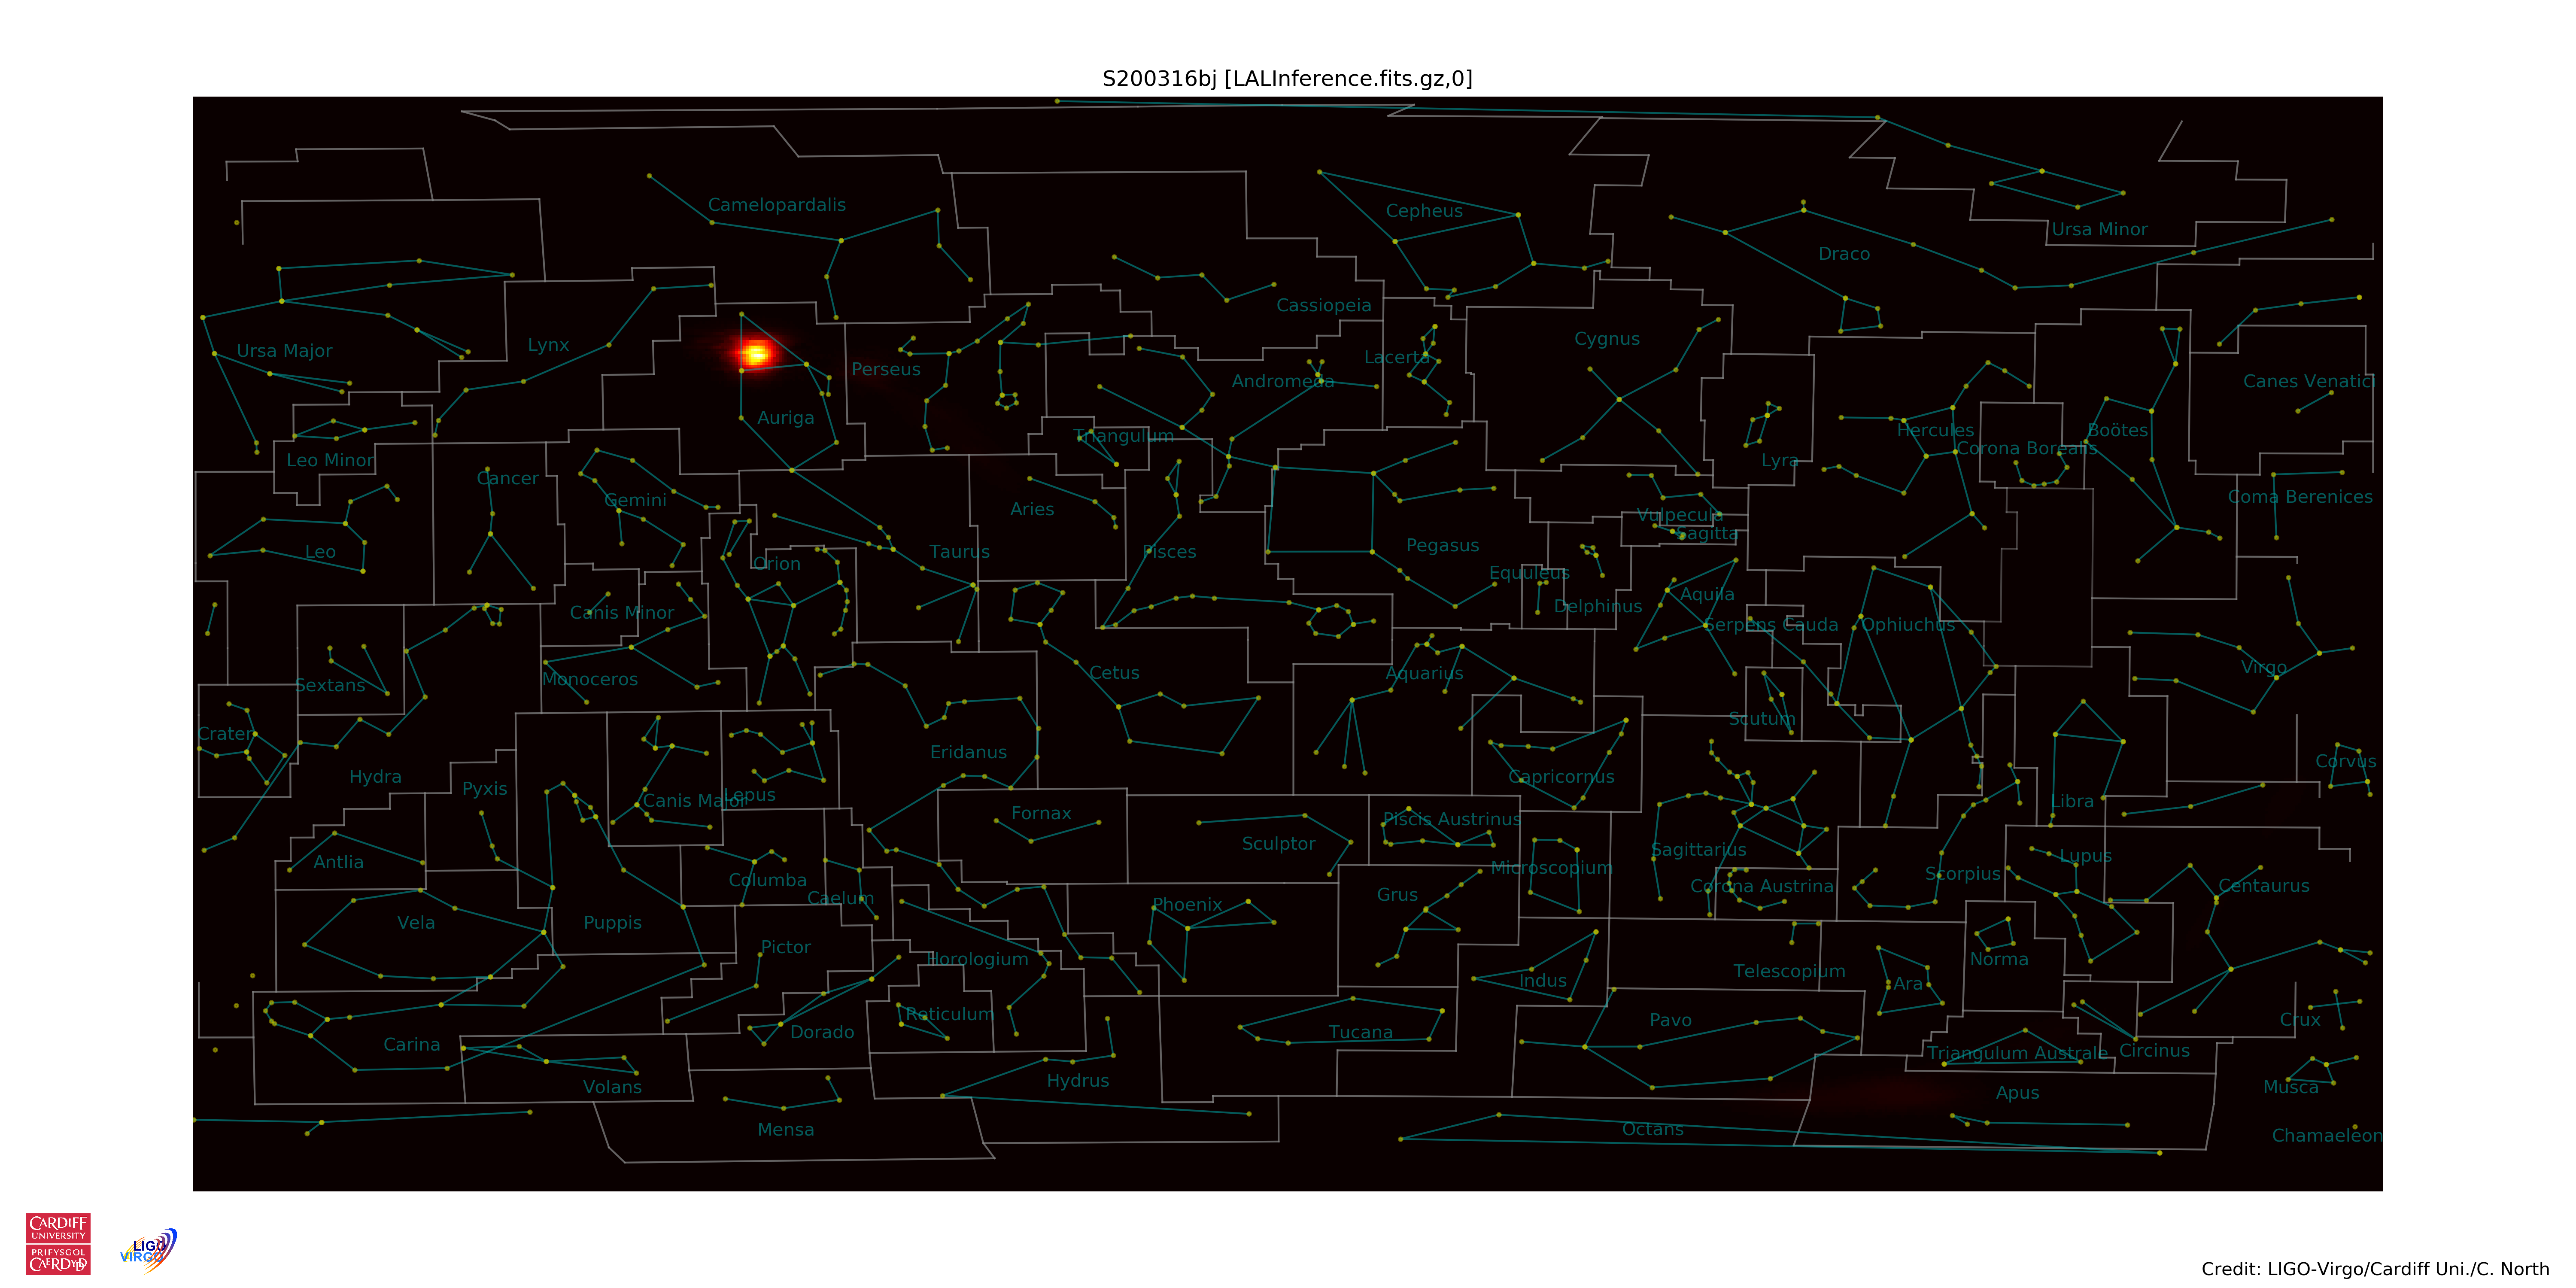 S200316bj [LALInference.fits.gz,0]
Camelopardalis
Cepheus
Ursa Minor
Draco
Cassiopeia
Cygnus
Lynx
Ursa Major
Lacerta
Perseus
Andromeda
Canes Venatici
Auriga
Hercules
Boötes
Triangulum
Corona Borealis
Leo Minor
Lyra
Cancer
Coma Berenices
Gemini
Aries
Vulpecula
Sagitta
Pegasus
Leo
Taurus
Pisces
Orion
Equuleus
Aquila
Delphinus
Canis Minor
Serpens Cauda
Ophiuchus
Virgo
Cetus
Aquarius
Monoceros
Sextans
Scutum
Crater
Eridanus
Corvus
Hydra
Capricornus
Pyxis
Lepus
Canis Major
Libra
Fornax
Piscis Austrinus
Sculptor
Sagittarius
Lupus
Antlia
Microscopium
Scorpius
Columba
Corona Austrina
Centaurus
Grus
Caelum
Phoenix
Vela
Puppis
Pictor
Horologium
Norma
Telescopium
Indus
Ara
Reticulum
Pavo
Crux
Dorado
Tucana
Carina
Circinus
Triangulum Australe
Hydrus
Volans
Musca
Apus
Mensa
Octans
Chamaeleon
CARDIFF
UNIVERSITY
PRIFYSGOL
CAERDYDD
LIGO
VIRGO
Credit: LIGO-Virgo/Cardiff Uni./C. North